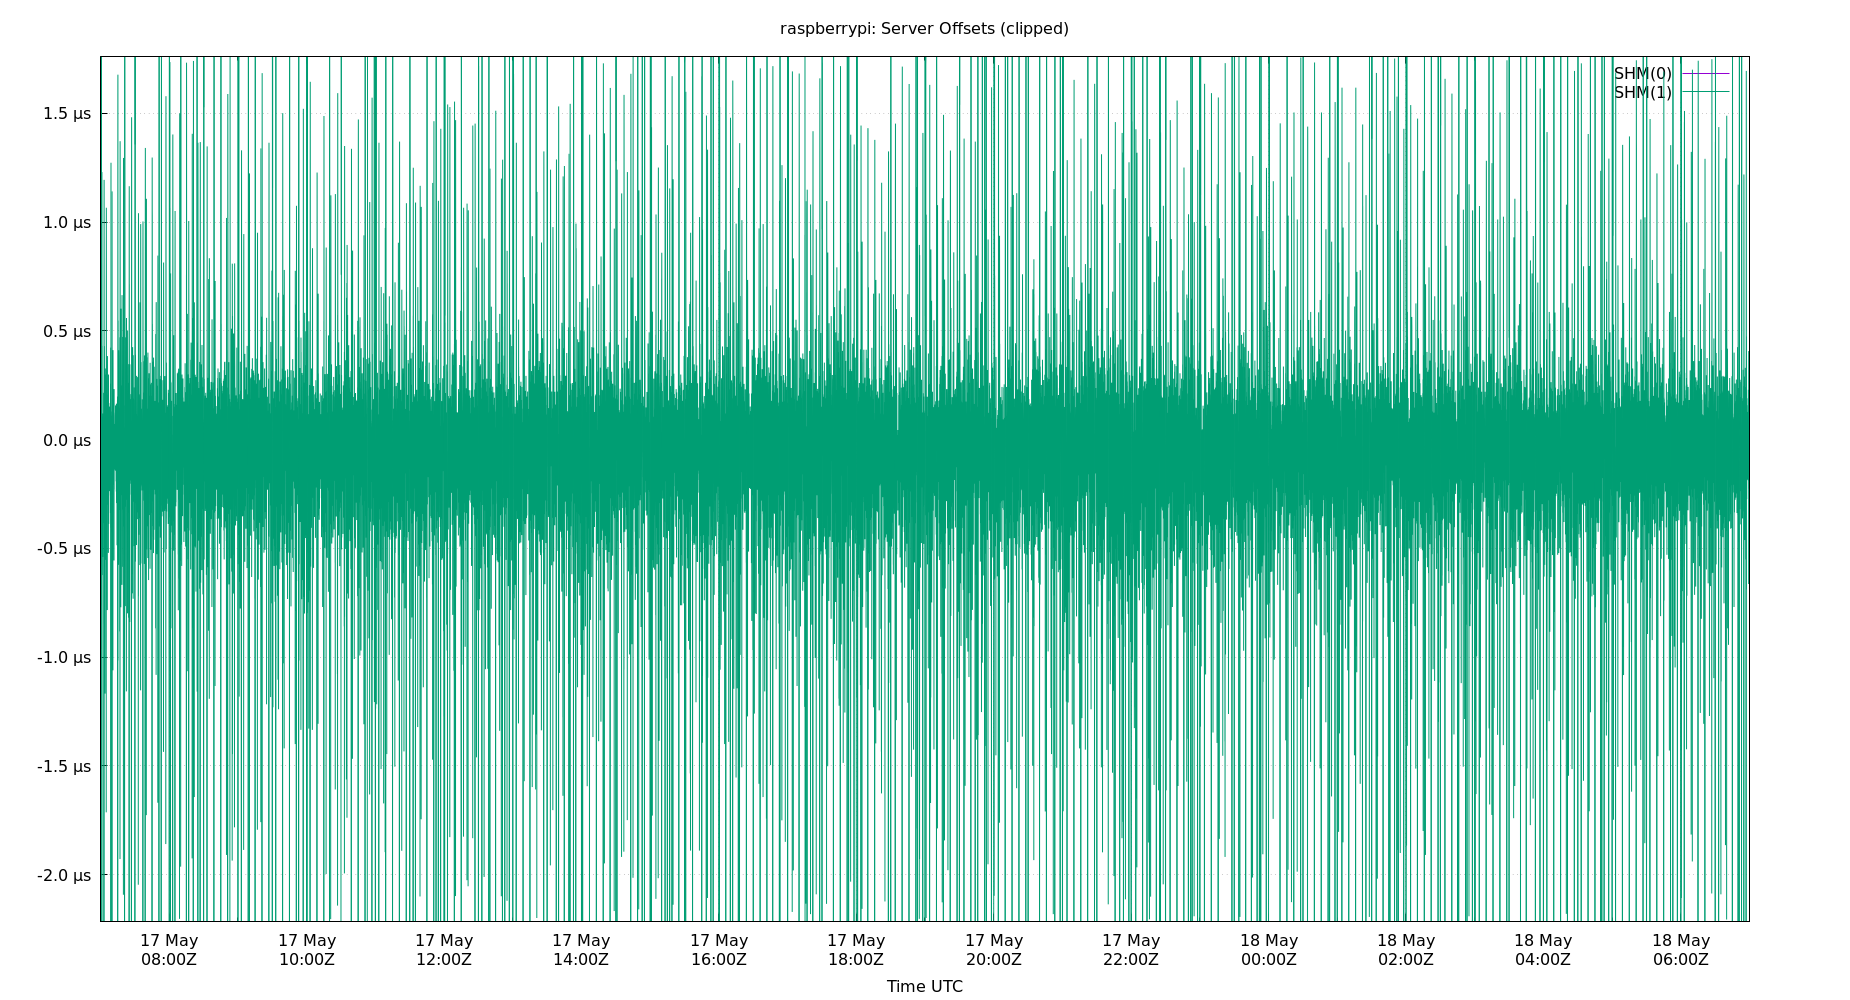 raspberrypi: Server Offsets (clipped)
SHM(0)
SHM(1)
1.5 µs
1.0 µs
0.5 µs
0.0 µs
-0.5 µs
-1.0 µs
-1.5 µs
-2.0 µs
17 May 17 May 17 May 17 May 17 May 17 May 17 May 17 May 18 May 18 May 18 May 18 May
08:00Z 10:00Z 12:00Z 14:00Z 16:00Z 18:00Z 20:00Z 22:00Z 00:00Z 02:00Z 04:00Z 06:00Z
Time UTC